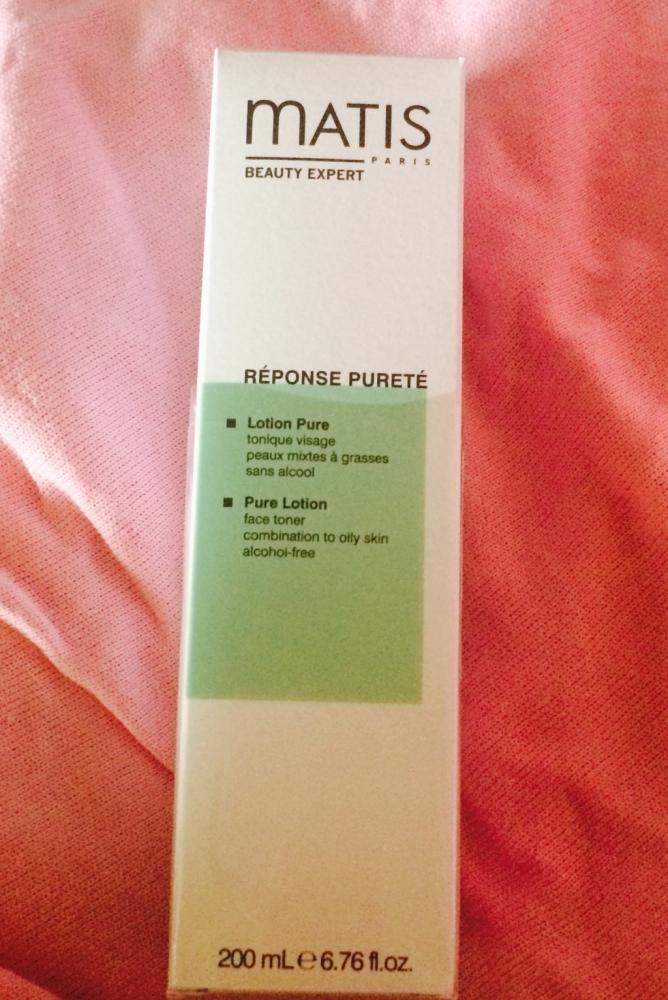 MATIS
PARIS
BEAUTY EXPERT
RÉPONSE PURETÉ
■ Lotion Pure
tonique visage
peaux mixtes à grasses
sans alcool
■ Pure Lotion
face toner
combination to oily skin
alcohol-free
200 mL ℮ 6.76 fl.oz.